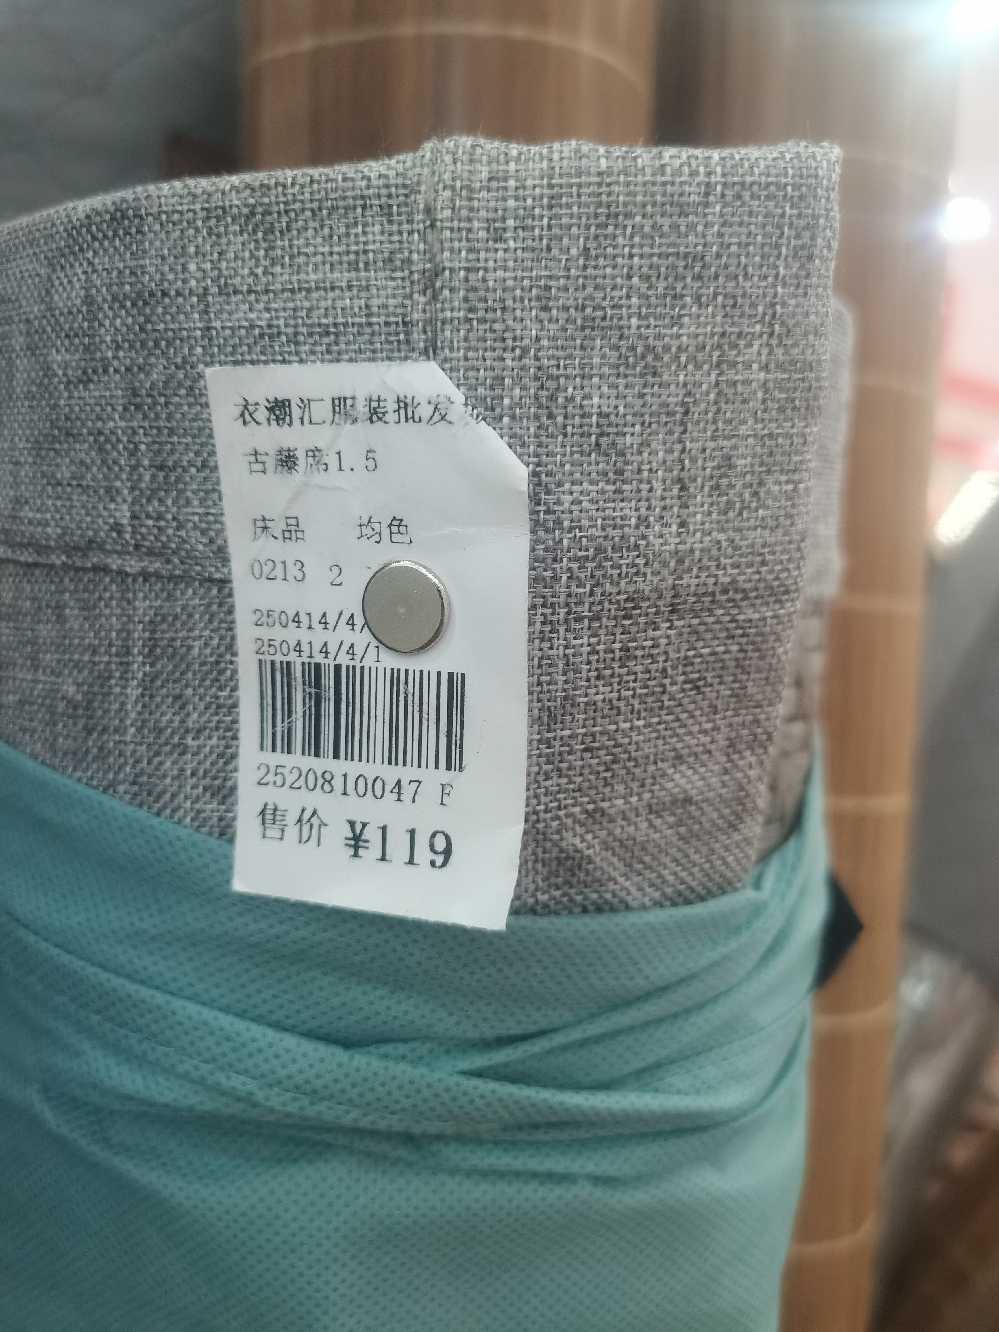 衣潮汇服装批发
古藤席1.5
床品 均色
0213 2
250414/4/
250414/4/1
2520810047 F
售价 ¥119